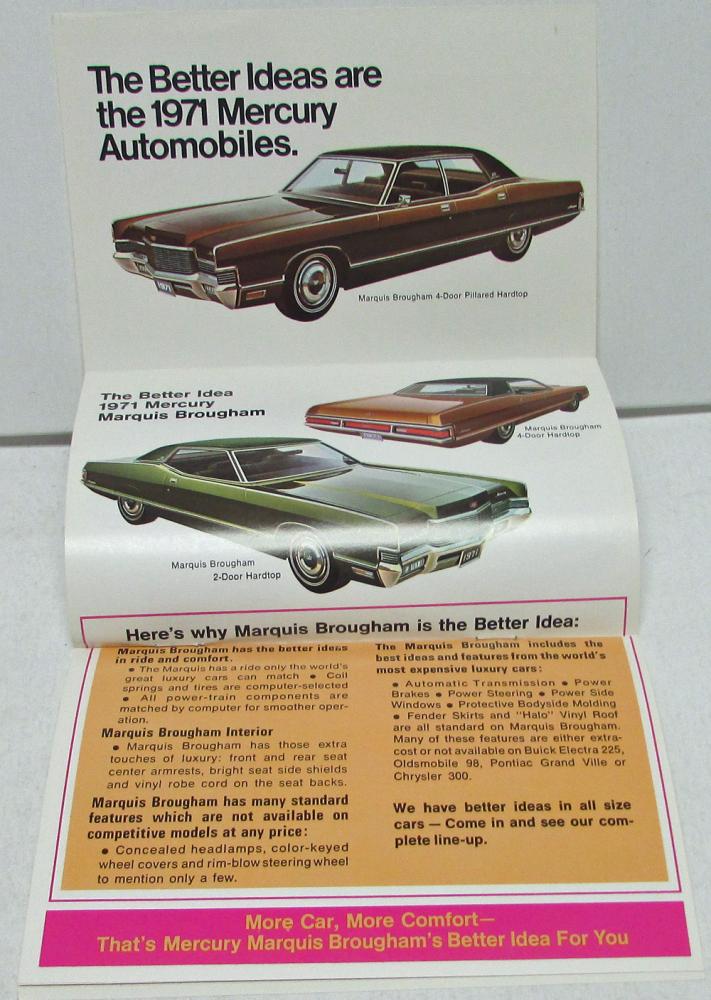 The Better Ideas are
the 1971 Mercury
Automobiles.
1971
Marquis Brougham 4-Door Pillared Hardtop
The Better Idea
1971 Mercury
Marquis Brougham
Marquis Brougham
4-Door Hardtop
Marquis Brougham
2-Door Hardtop
1971
Here's why Marquis Brougham is the Better Idea:
Marquis Brougham has the better ideas
in ride and comfort.
● The Marquis has a ride only the world's
great luxury cars can match ● Coil
springs and tires are computer-selected
● All power-train components are
matched by computer for smoother oper-
ation.
Marquis Brougham Interior
● Marquis Brougham has those extra
touches of luxury: front and rear seat
center armrests, bright seat side shields
and vinyl robe cord on the seat backs.
Marquis Brougham has many standard
features which are not available on
competitive models at any price:
● Concealed headlamps, color-keyed
wheel covers and rim-blow steering wheel
to mention only a few.
The Marquis Brougham includes the
best ideas and features from the world's
most expensive luxury cars:
● Automatic Transmission ● Power
Brakes ● Power Steering ● Power Side
Windows ● Protective Bodyside Molding
● Fender Skirts and "Halo" Vinyl Roof
are all standard on Marquis Brougham.
Many of these features are either extra-
cost or not available on Buick Electra 225,
Oldsmobile 98, Pontiac Grand Ville or
Chrysler 300.
We have better ideas in all size
cars — Come in and see our com-
plete line-up.
More Car, More Comfort—
That's Mercury Marquis Brougham's Better Idea For You